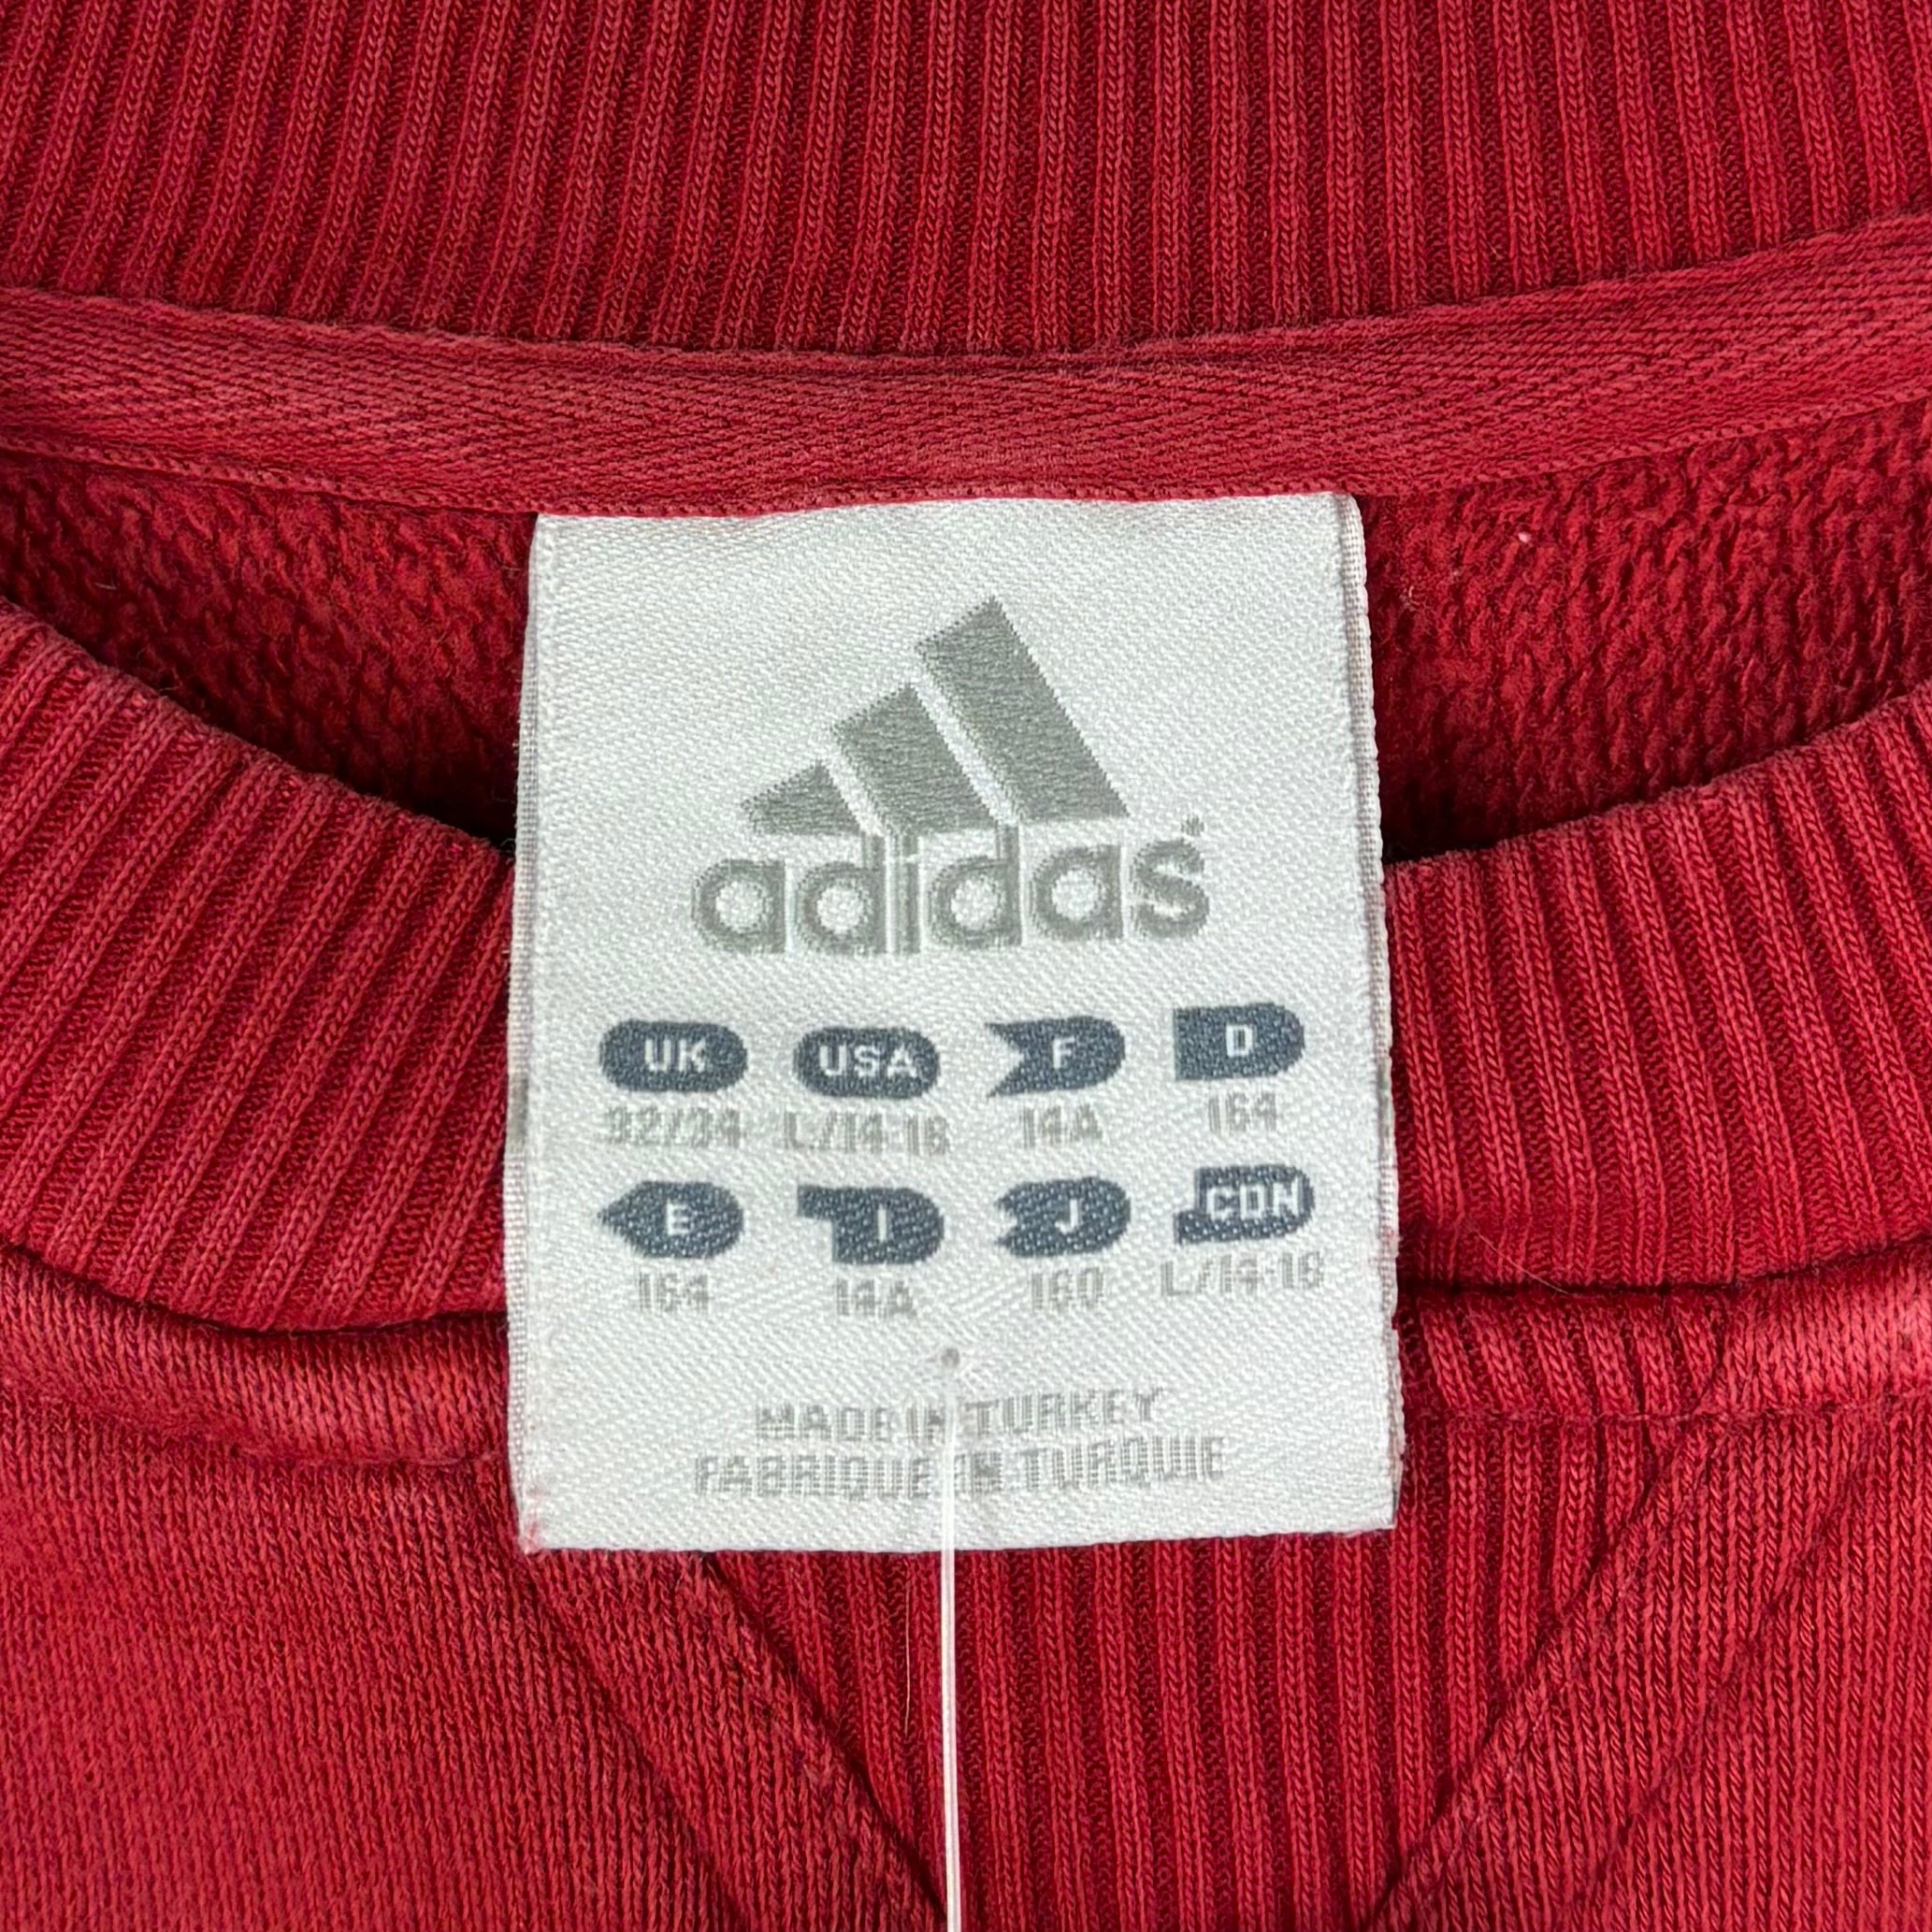 adidas
UK USA F D
32/34 L/14-16 14A 164
E I J CDN
164 14A 160 L/14-16
MADE IN TURKEY
FABRIQUE EN TURQUIE